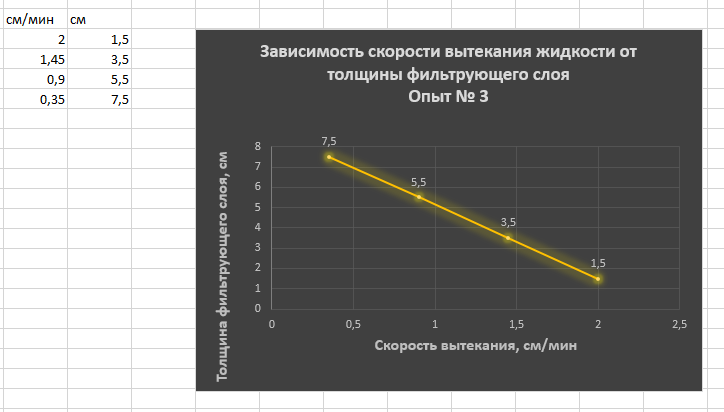 см/мин см
2 1,5
1,45 3,5
0,9 5,5
0,35 7,5
Зависимость скорости вытекания жидкости от
толщины фильтрующего слоя
Опыт № 3
Толщина фильтрующего слоя, см
8
7
6
5
4
3
2
1
0
7,5
5,5
3,5
1,5
0 0,5 1 1,5 2 2,5
Скорость вытекания, см/мин